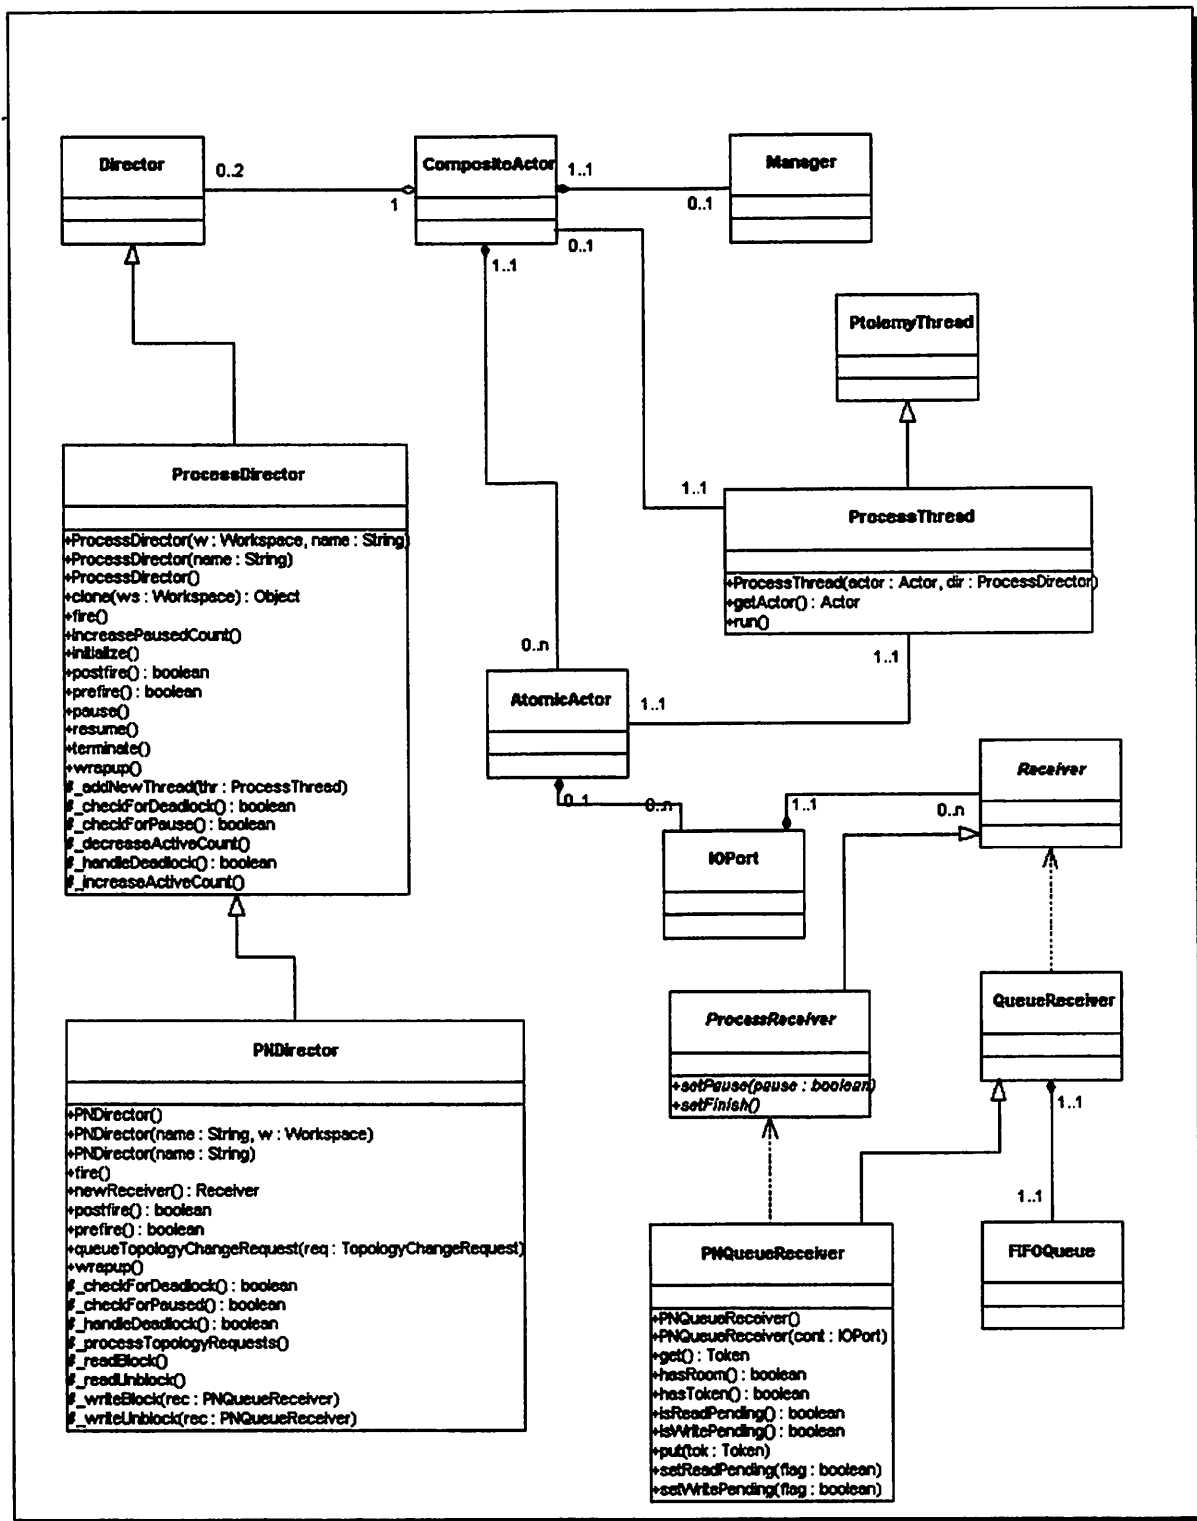 Director
0..2
1
CompositeActor
1..1
0..1
Manager
0..1
1..1
PtolemyThread
ProcessDirector
+ProcessDirector(w : Workspace, name : String)
+ProcessDirector(name : String)
+ProcessDirector()
+clone(ws : Workspace) : Object
+fire()
+increasePausedCount()
+initialize()
+postfire() : boolean
+prefire() : boolean
+pause()
+resume()
+terminate()
+wrapup()
#_addNewThread(thr : ProcessThread)
#_checkForDeadlock() : boolean
#_checkForPause() : boolean
#_decreaseActiveCount()
#_handleDeadlock() : boolean
#_increaseActiveCount()
1..1
ProcessThread
+ProcessThread(actor : Actor, dir : ProcessDirector)
+getActor() : Actor
+run()
0..n
1..1
AtomicActor
1..1
0..1
0..n
IOPort
1..1
Receiver
0..n
ProcessReceiver
+setPause(pause : boolean)
+setFinish()
QueueReceiver
1..1
1..1
FIFOQueue
PNDirector
+PNDirector()
+PNDirector(name : String, w : Workspace)
+PNDirector(name : String)
+fire()
+newReceiver() : Receiver
+postfire() : boolean
+prefire() : boolean
+queueTopologyChangeRequest(req : TopologyChangeRequest)
+wrapup()
#_checkForDeadlock() : boolean
#_checkForPaused() : boolean
#_handleDeadlock() : boolean
#_processTopologyRequests()
#_readBlock()
#_readUnblock()
#_writeBlock(rec : PNQueueReceiver)
#_writeUnblock(rec : PNQueueReceiver)
PNQueueReceiver
+PNQueueReceiver()
+PNQueueReceiver(cont : IOPort)
+get() : Token
+hasRoom() : boolean
+hasToken() : boolean
+isReadPending() : boolean
+isWritePending() : boolean
+put(tok : Token)
+setReadPending(flag : boolean)
+setWritePending(flag : boolean)